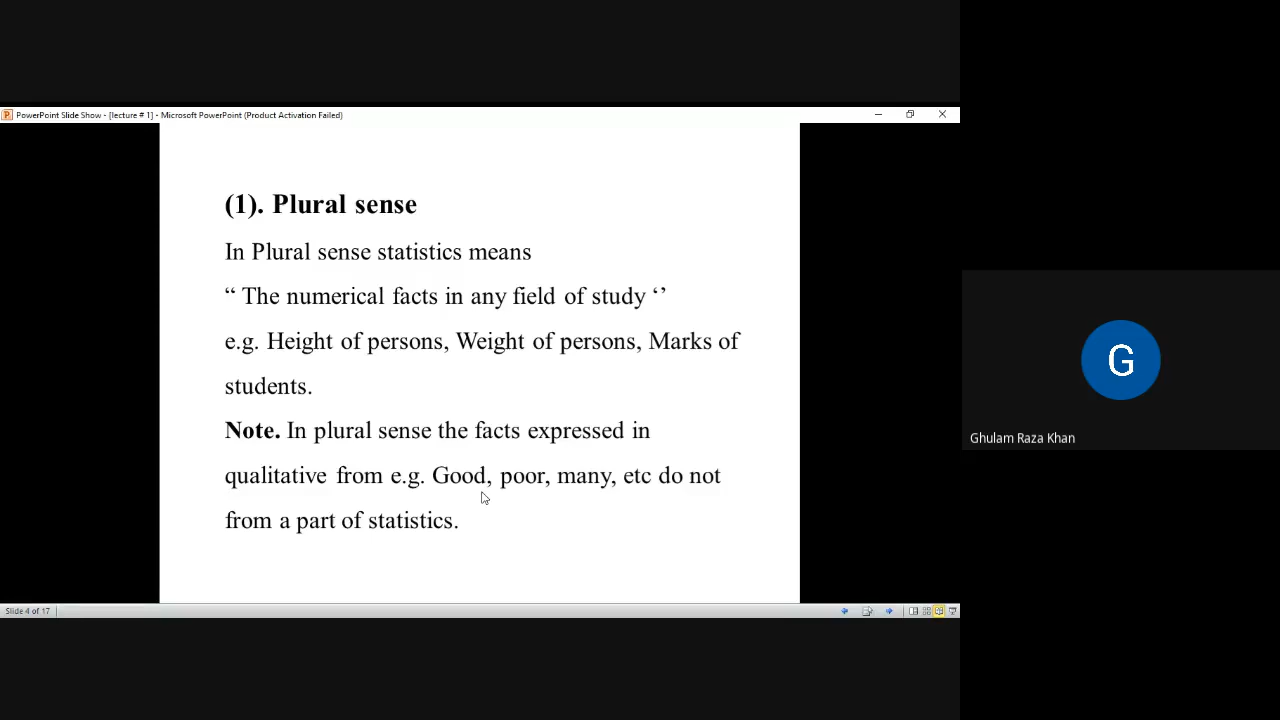 PowerPoint Slide Show - [lecture # 1] - Microsoft PowerPoint (Product Activation Failed)
(1). Plural sense
In Plural sense statistics means
“ The numerical facts in any field of study ‘’
e.g. Height of persons, Weight of persons, Marks of
students.
Note. In plural sense the facts expressed in
qualitative from e.g. Good, poor, many, etc do not
from a part of statistics.
Slide 4 of 17
G
Ghulam Raza Khan